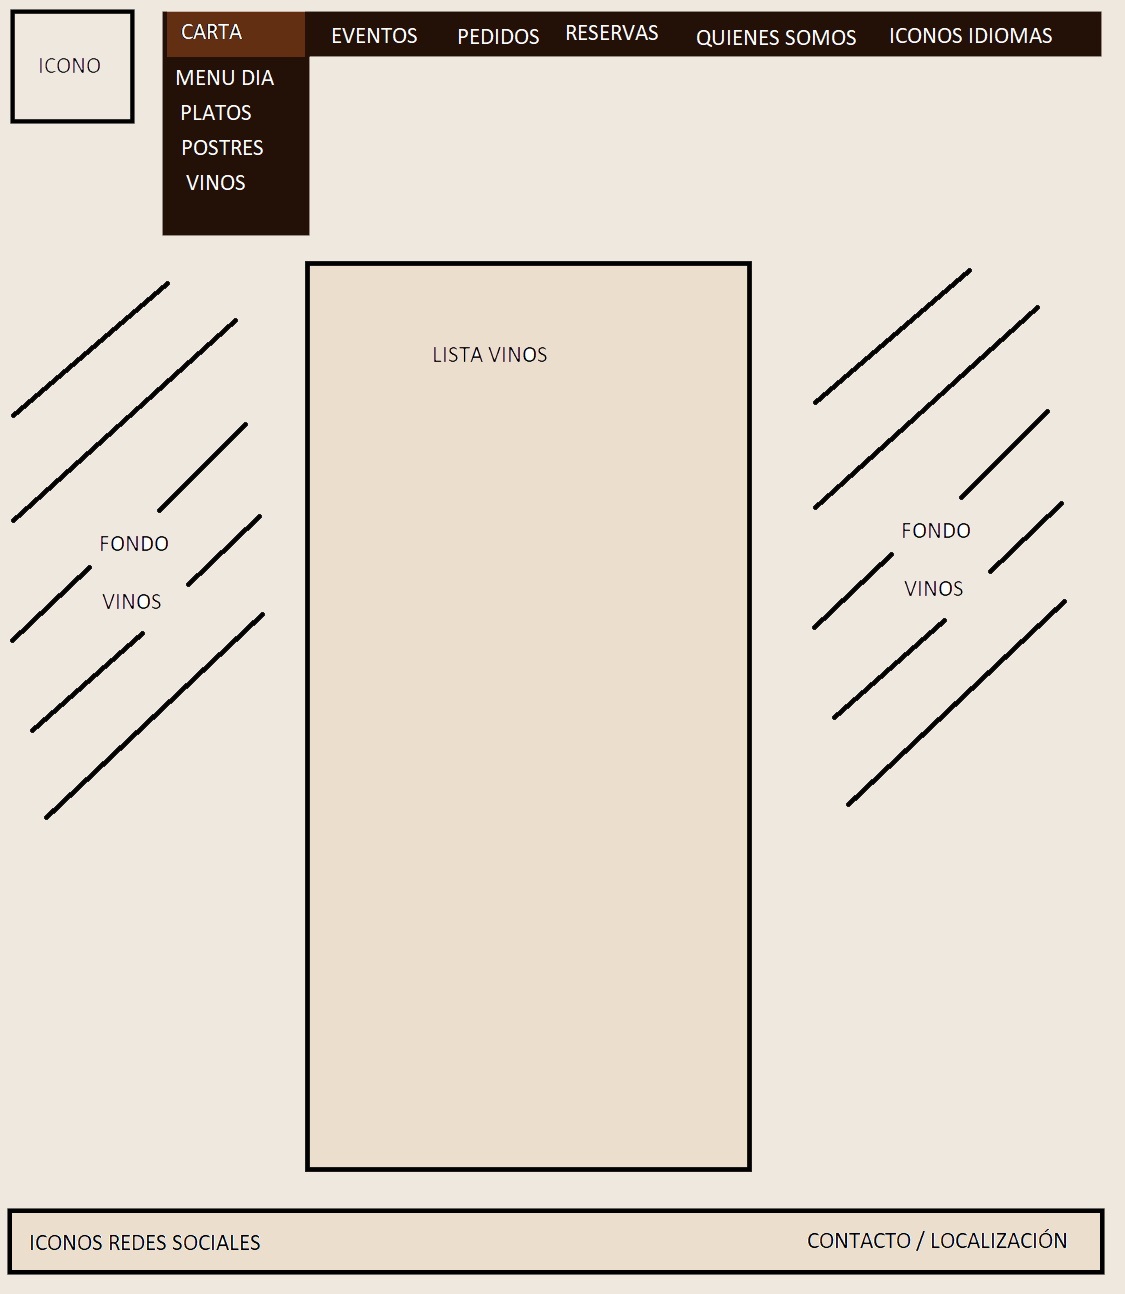 ICONO
CARTA
EVENTOS
PEDIDOS
RESERVAS
QUIENES SOMOS
ICONOS IDIOMAS
MENU DIA
PLATOS
POSTRES
VINOS
LISTA VINOS
FONDO
VINOS
FONDO
VINOS
ICONOS REDES SOCIALES
CONTACTO / LOCALIZACIÓN